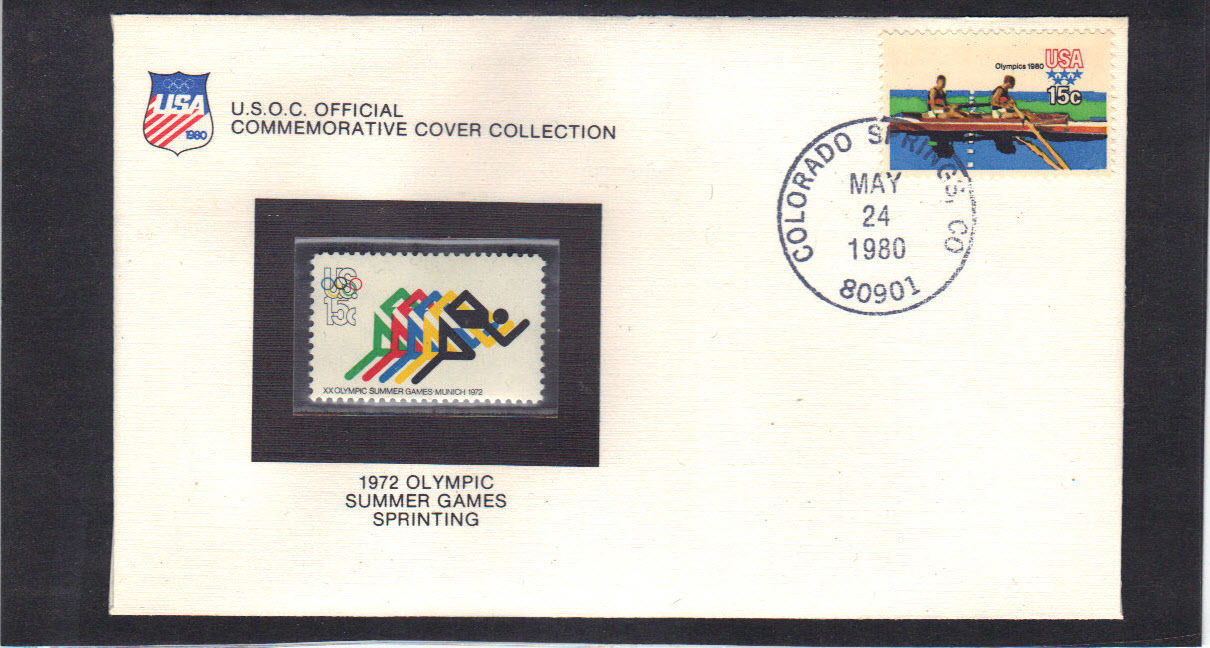 USA
1980
U.S.O.C. OFFICIAL
COMMEMORATIVE COVER COLLECTION
Olympics 1980
USA
15c
COLORADO SPRINGS, CO
MAY
24
1980
80901
US
15c
XX OLYMPIC SUMMER GAMES·MUNICH 1972
1972 OLYMPIC
SUMMER GAMES
SPRINTING